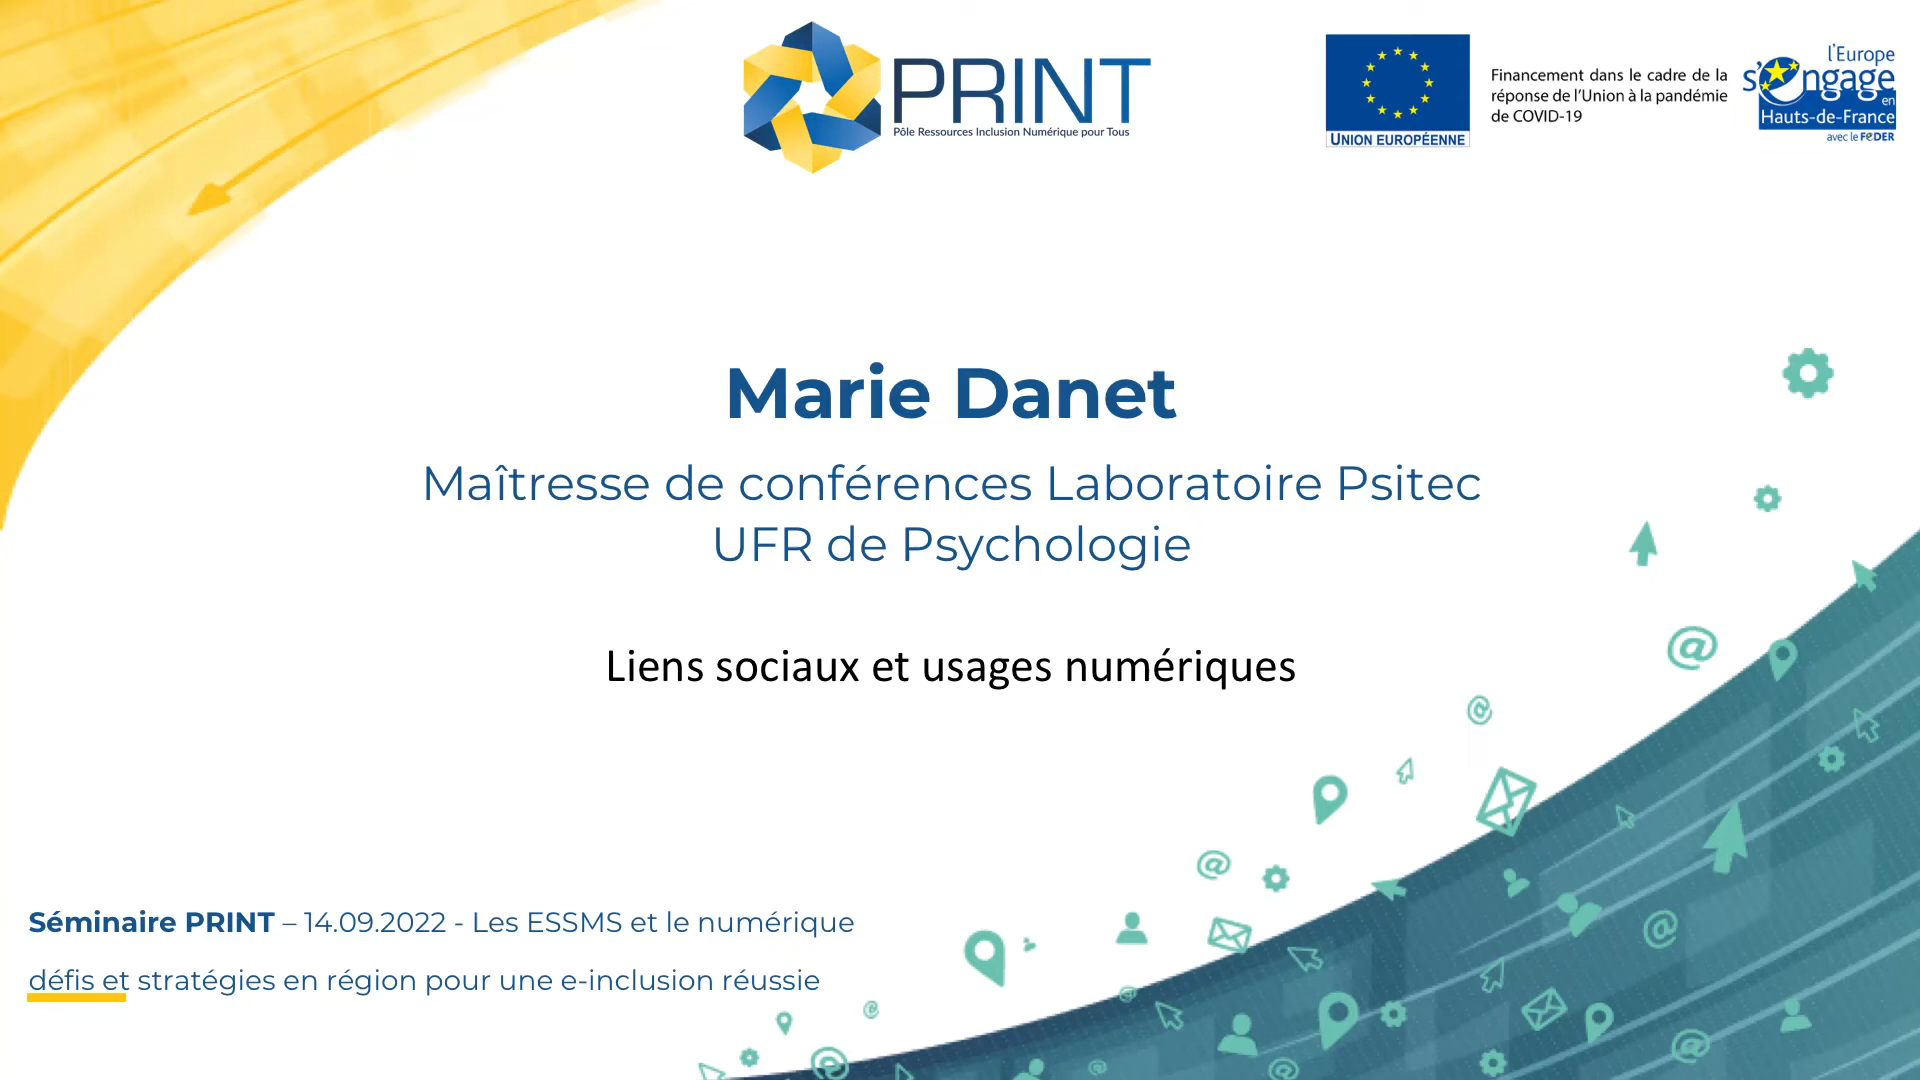 PRINT
Pôle Ressources Inclusion Numérique pour Tous
UNION EUROPÉENNE
Financement dans le cadre de la
réponse de l'Union à la pandémie
de COVID-19
l'Europe
s'engage
en
Hauts-de-France
avec le FEDER
Marie Danet
Maîtresse de conférences Laboratoire Psitec
UFR de Psychologie
Liens sociaux et usages numériques
Séminaire PRINT – 14.09.2022 - Les ESSMS et le numérique
défis et stratégies en région pour une e-inclusion réussie